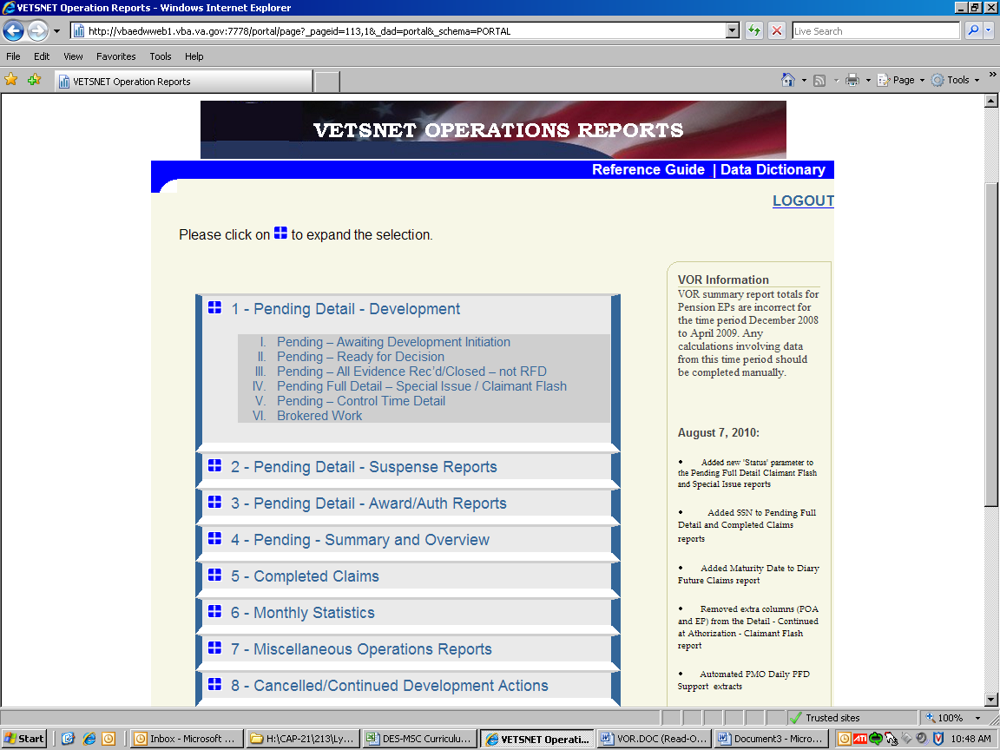 VETSNET Operation Reports - Windows Internet Explorer
http://vbaedwweb1.vba.va.gov:7778/portal/page?_pageid=113,1&_dad=portal&_schema=PORTAL
Live Search
File Edit View Favorites Tools Help
VETSNET Operation Reports
Page Tools
VETSNET OPERATIONS REPORTS
Reference Guide | Data Dictionary
LOGOUT
Please click on to expand the selection.
1 - Pending Detail - Development
I. Pending – Awaiting Development Initiation
II. Pending – Ready for Decision
III. Pending – All Evidence Rec'd/Closed – not RFD
IV. Pending Full Detail – Special Issue / Claimant Flash
V. Pending – Control Time Detail
VI. Brokered Work
2 - Pending Detail - Suspense Reports
3 - Pending Detail - Award/Auth Reports
4 - Pending - Summary and Overview
5 - Completed Claims
6 - Monthly Statistics
7 - Miscellaneous Operations Reports
8 - Cancelled/Continued Development Actions
VOR Information
VOR summary report totals for
Pension EPs are incorrect for
the time period December 2008
to April 2009. Any
calculations involving data
from this time period should
be completed manually.
August 7, 2010:
• Added new 'Status' parameter to
the Pending Full Detail Claimant Flash
and Special Issue reports
• Added SSN to Pending Full
Detail and Completed Claims
reports
• Added Maturity Date to Diary
Future Claims report
• Removed extra columns (POA
and EP) from the Detail - Continued
at Athorization - Claimant Flash
report
• Automated PMO Daily PFD
Support extracts
Trusted sites
100%
Start
Inbox - Microsoft ...
H:\CAP-21\213\Ly...
DES-MSC Curriculu...
VETSNET Operati...
VOR.DOC (Read-O...
Document3 - Micro...
ATI
10:48 AM